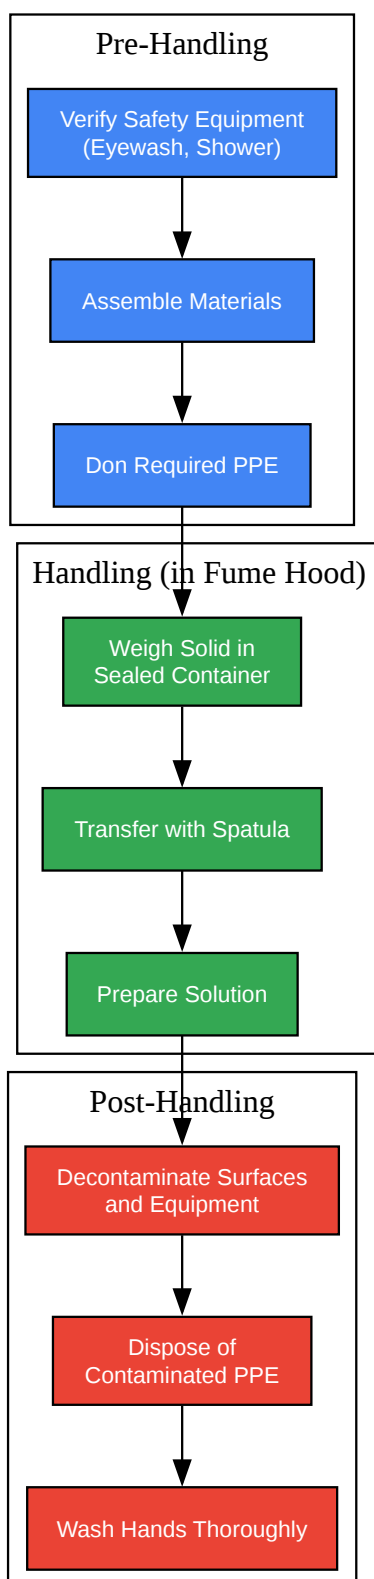 Pre-Handling
Verify Safety Equipment
(Eyewash, Shower)
Assemble Materials
Don Required PPE
Handling (in Fume Hood)
Weigh Solid in
Sealed Container
Transfer with Spatula
Prepare Solution
Post-Handling
Decontaminate Surfaces
and Equipment
Dispose of
Contaminated PPE
Wash Hands Thoroughly